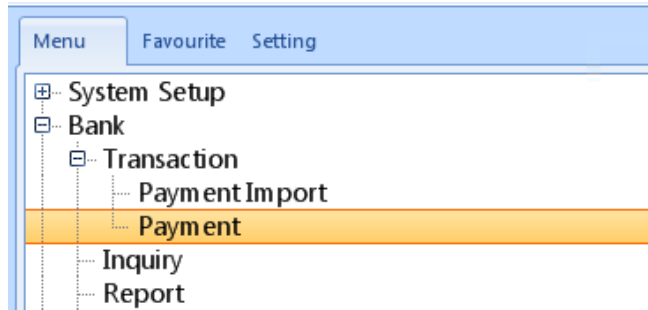 Menu Favourite Setting
System Setup
Bank
Transaction
Payment Import
Payment
Inquiry
Report